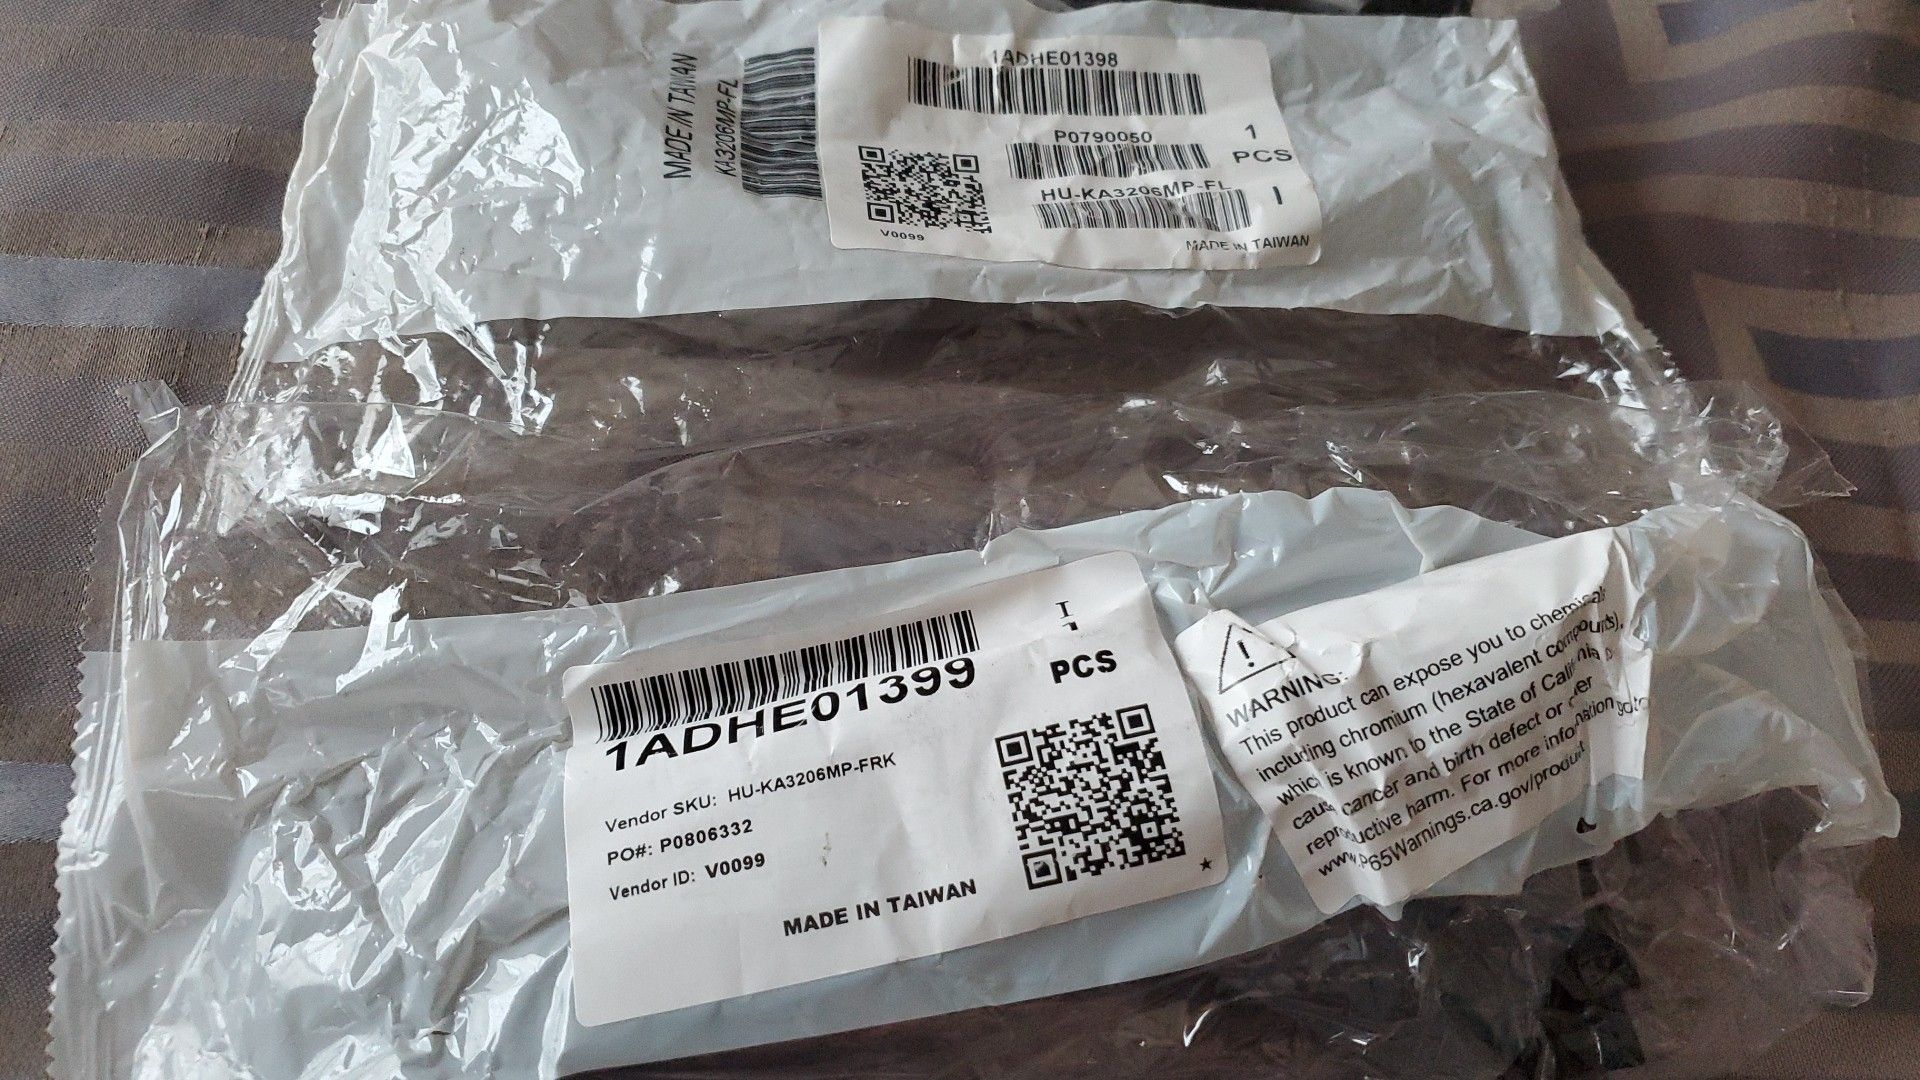 MADE IN TAIWAN
KA3206MP-FL
1ADHE01398
P0790050
1
PCS
HU-KA3206MP-FL
I
V0099
MADE IN TAIWAN
1ADHE01399
I
1
PCS
Vendor SKU: HU-KA3206MP-FRK
PO#: P0806332
Vendor ID: V0099
MADE IN TAIWAN
WARNING:
This product can expose you to chemicals
including chromium (hexavalent compounds),
which is known to the State of California to
cause cancer and birth defect or other
reproductive harm. For more information go to
www.P65Warnings.ca.gov/product